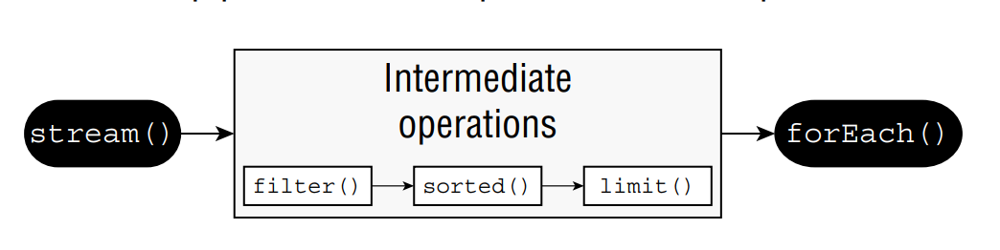 Intermediate
operations
stream()
forEach()
filter()
sorted()
limit()